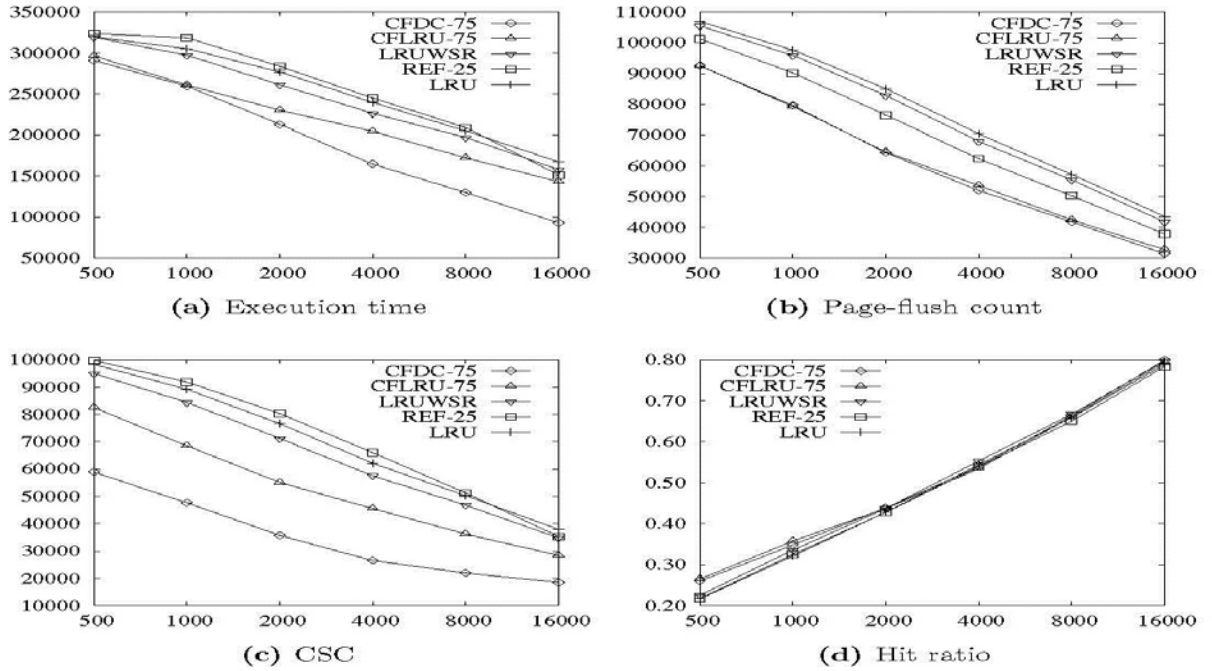 350000
300000
250000
200000
150000
100000
50000
500 1000 2000 4000 8000 16000
CFDC-75
CFLRU-75
LRUWSR
REF-25
LRU
(a) Execution time
110000
100000
90000
80000
70000
60000
50000
40000
30000
500 1000 2000 4000 8000 16000
CFDC-75
CFLRU-75
LRUWSR
REF-25
LRU
(b) Page-flush count
100000
90000
80000
70000
60000
50000
40000
30000
20000
10000
500 1000 2000 4000 8000 16000
CFDC-75
CFLRU-75
LRUWSR
REF-25
LRU
(c) CSC
0.80
0.70
0.60
0.50
0.40
0.30
0.20
500 1000 2000 4000 8000 16000
CFDC-75
CFLRU-75
LRUWSR
REF-25
LRU
(d) Hit ratio